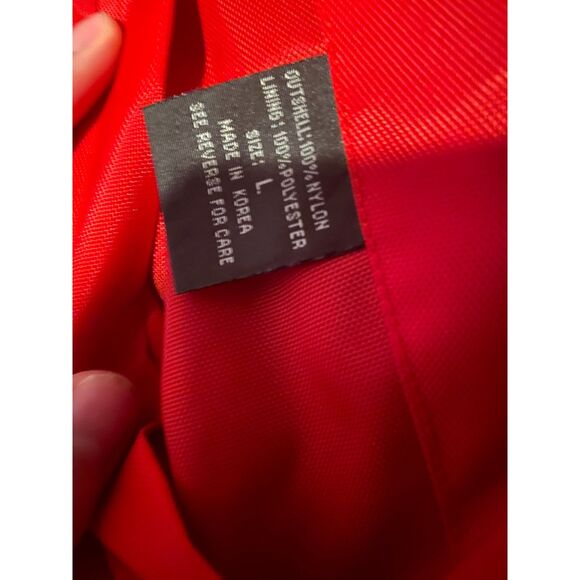 OUTSHELL:100% NYLON
LINING:100%POLYESTER
SIZE: L.
MADE IN KOREA
SEE REVERSE FOR CARE